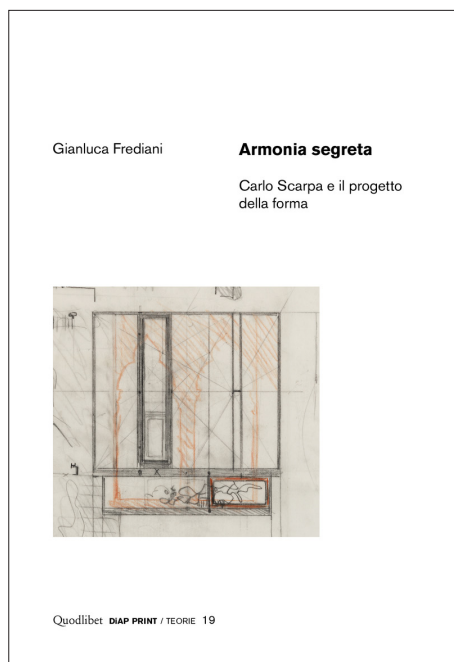 Gianluca Frediani
Armonia segreta
Carlo Scarpa e il progetto
della forma
Quodlibet DiAP PRINT / TEORIE 19